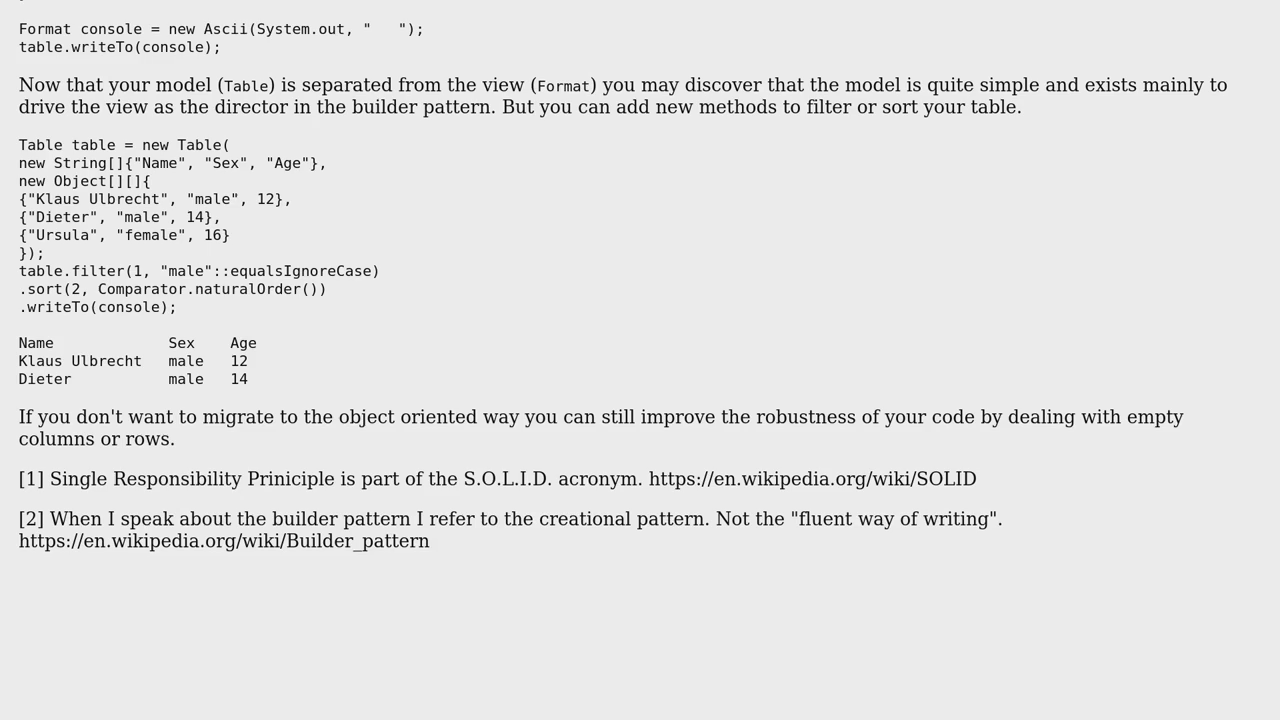 Format console = new Ascii(System.out, "   ");
table.writeTo(console);
Now that your model (Table) is separated from the view (Format) you may discover that the model is quite simple and exists mainly to
drive the view as the director in the builder pattern. But you can add new methods to filter or sort your table.
Table table = new Table(
new String[]{"Name", "Sex", "Age"},
new Object[][]{
{"Klaus Ulbrecht", "male", 12},
{"Dieter", "male", 14},
{"Ursula", "female", 16}
});
table.filter(1, "male"::equalsIgnoreCase)
.sort(2, Comparator.naturalOrder())
.writeTo(console);
Name             Sex    Age
Klaus Ulbrecht   male   12
Dieter           male   14
If you don't want to migrate to the object oriented way you can still improve the robustness of your code by dealing with empty
columns or rows.
[1] Single Responsibility Priniciple is part of the S.O.L.I.D. acronym. https://en.wikipedia.org/wiki/SOLID
[2] When I speak about the builder pattern I refer to the creational pattern. Not the "fluent way of writing".
https://en.wikipedia.org/wiki/Builder_pattern